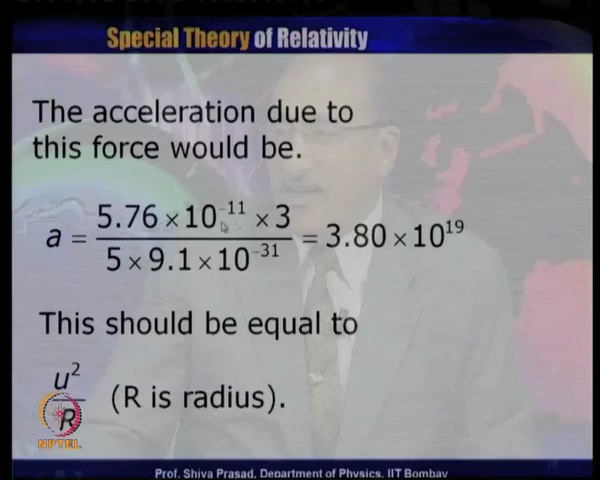 Special Theory of Relativity
The acceleration due to
this force would be.
a = 5.76 × 10⁻¹¹ × 3 / 5 × 9.1 × 10⁻³¹ = 3.80 × 10¹⁹
This should be equal to
u² / R (R is radius).
NPTEL
Prof. Shiva Prasad, Department of Physics, IIT Bombay